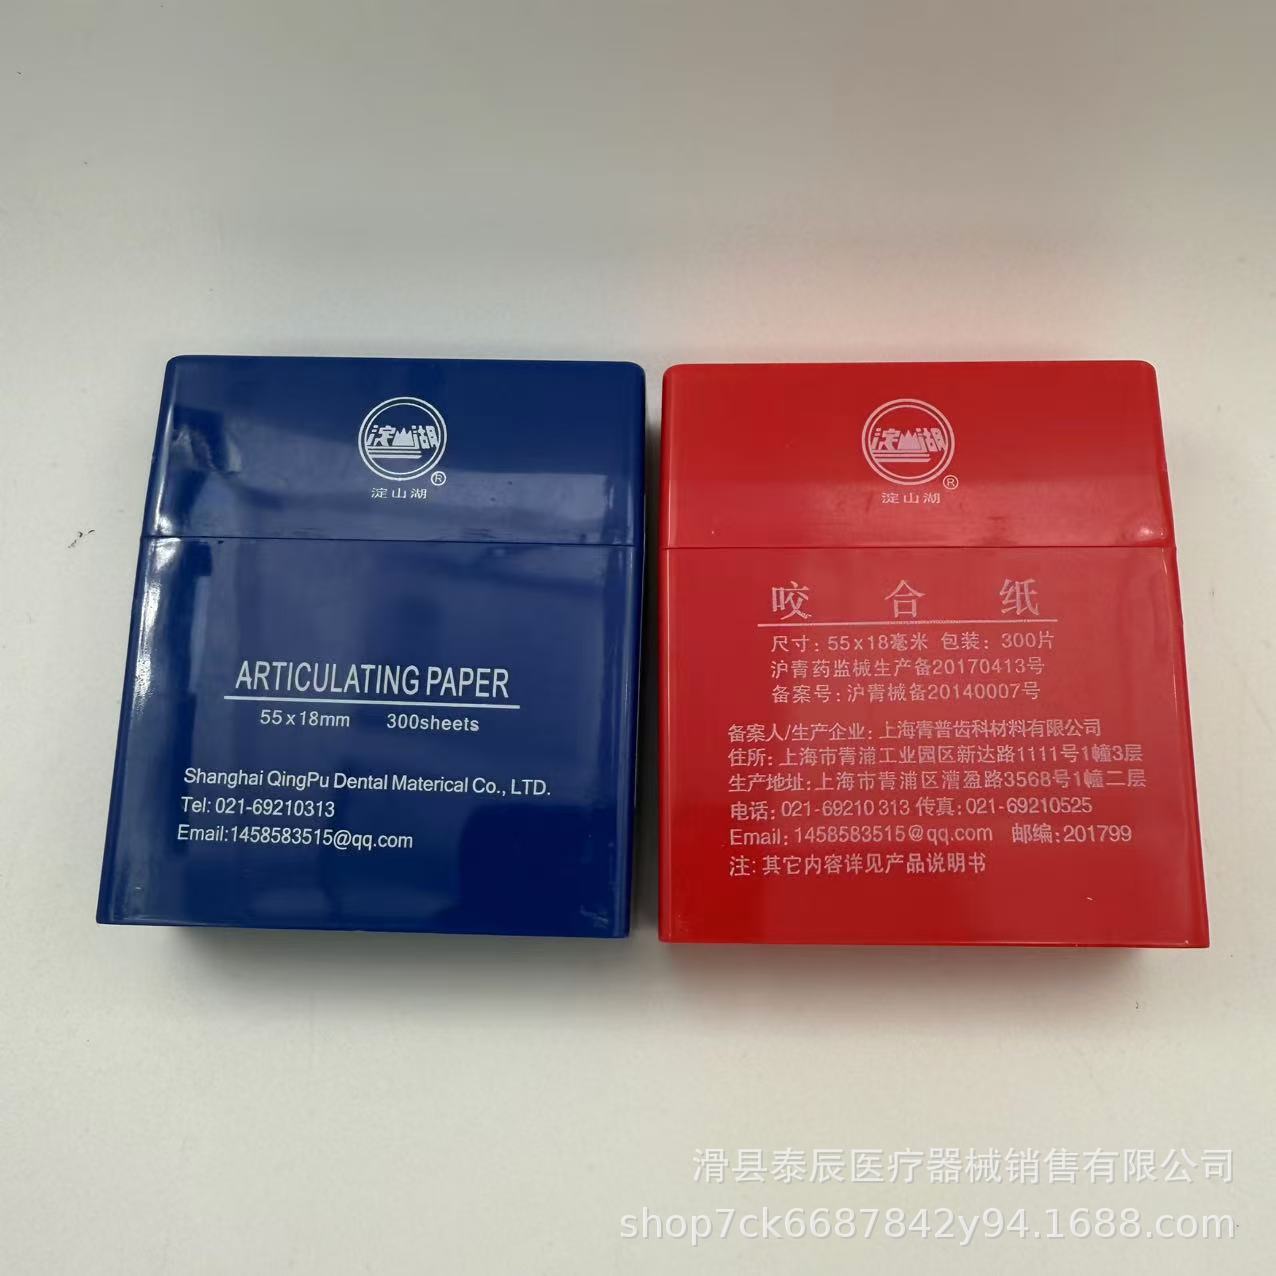 淀山湖
®
淀山湖
ARTICULATING PAPER
55x18mm 300sheets
Shanghai QingPu Dental Materical Co., LTD.
Tel: 021-69210313
Email:1458583515@qq.com
淀山湖
®
淀山湖
咬合纸
尺寸: 55x18毫米 包装: 300片
沪青药监械生产备20170413号
备案号: 沪青械备20140007号
备案人/生产企业: 上海青普齿科材料有限公司
住所: 上海市青浦工业园区新达路1111号1幢3层
生产地址: 上海市青浦区漕盈路3568号1幢二层
电话: 021-69210 313 传真: 021-69210525
Email: 1458583515@qq.com 邮编: 201799
注: 其它内容详见产品说明书
滑县泰辰医疗器械销售有限公司
shop7ck6687842y94.1688.com